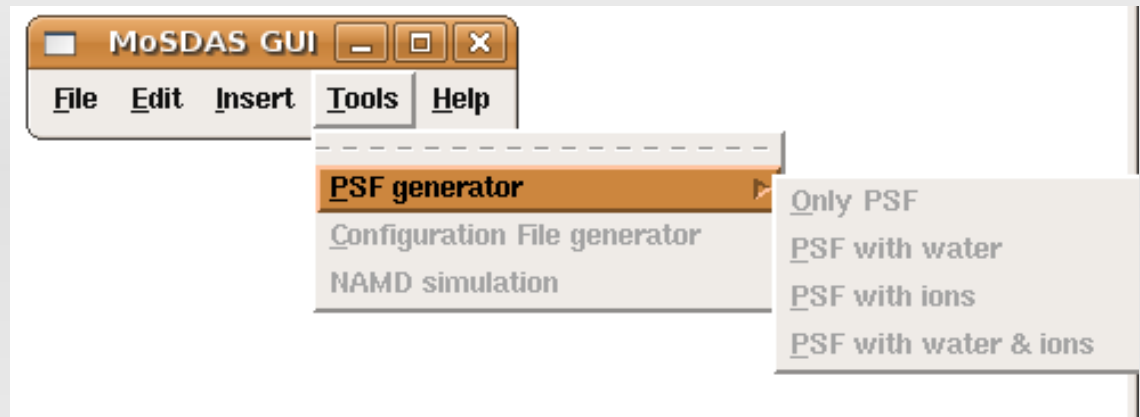 MoSDAS GUI
File Edit Insert Tools Help
PSF generator
Configuration File generator
NAMD simulation
Only PSF
PSF with water
PSF with ions
PSF with water & ions